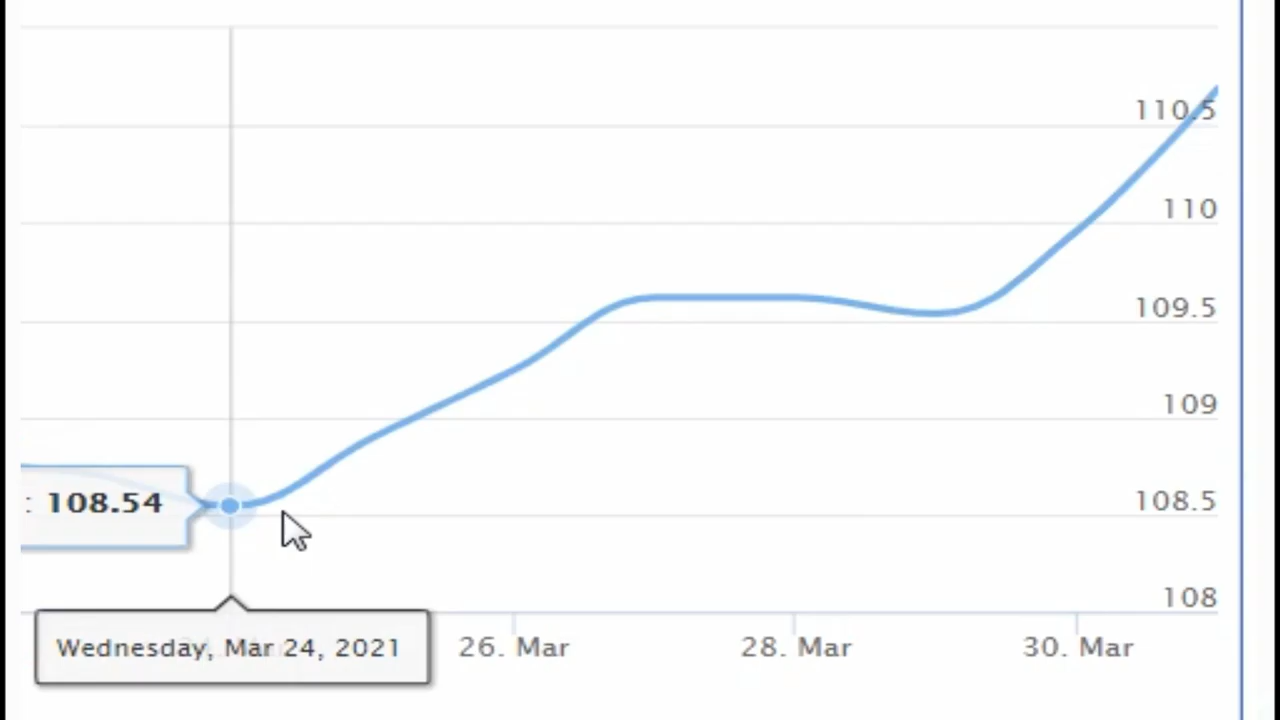 110.5
110
109.5
109
: 108.54
108.5
108
Wednesday, Mar 24, 2021
26. Mar
28. Mar
30. Mar